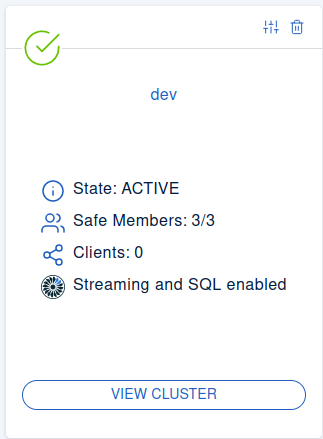 dev
State: ACTIVE
Safe Members: 3/3
Clients: 0
Streaming and SQL enabled
VIEW CLUSTER